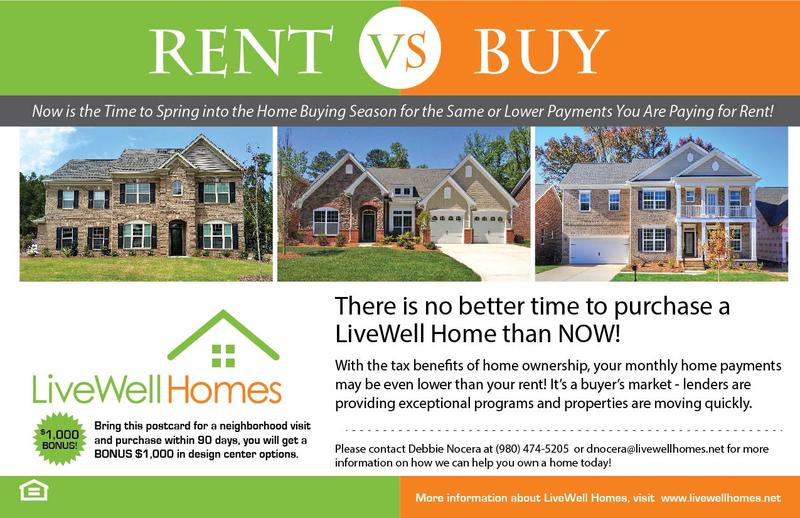 RENT VS BUY
Now is the Time to Spring into the Home Buying Season for the Same or Lower Payments You Are Paying for Rent!
There is no better time to purchase a
LiveWell Home than NOW!
With the tax benefits of home ownership, your monthly home payments
may be even lower than your rent! It's a buyer's market - lenders are
providing exceptional programs and properties are moving quickly.
LiveWell Homes
$1,000
BONUS!
Bring this postcard for a neighborhood visit
and purchase within 90 days, you will get a
BONUS $1,000 in design center options.
Please contact Debbie Nocera at (980) 474-5205 or dnocera@livewellhomes.net for more
information on how we can help you own a home today!
More information about LiveWell Homes, visit www.livewellhomes.net